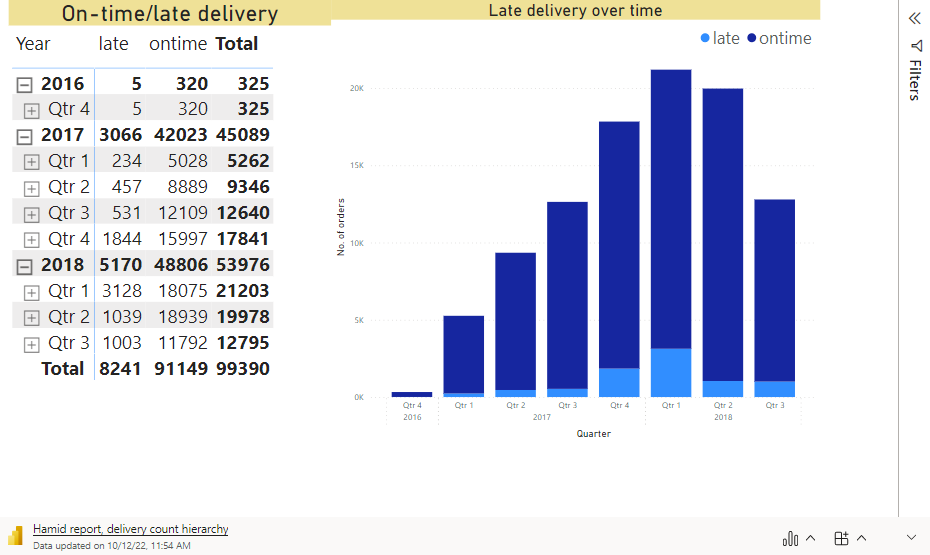 On-time/late delivery
Year late ontime Total
2016 5 320 325
Qtr 4 5 320 325
2017 3066 42023 45089
Qtr 1 234 5028 5262
Qtr 2 457 8889 9346
Qtr 3 531 12109 12640
Qtr 4 1844 15997 17841
2018 5170 48806 53976
Qtr 1 3128 18075 21203
Qtr 2 1039 18939 19978
Qtr 3 1003 11792 12795
Total 8241 91149 99390
Late delivery over time
late ontime
20K
15K
10K
5K
0K
No. of orders
Qtr 4 Qtr 1 Qtr 2 Qtr 3 Qtr 4 Qtr 1 Qtr 2 Qtr 3
2016 2017 2018
Quarter
Filters
Hamid report, delivery count hierarchy
Data updated on 10/12/22, 11:54 AM